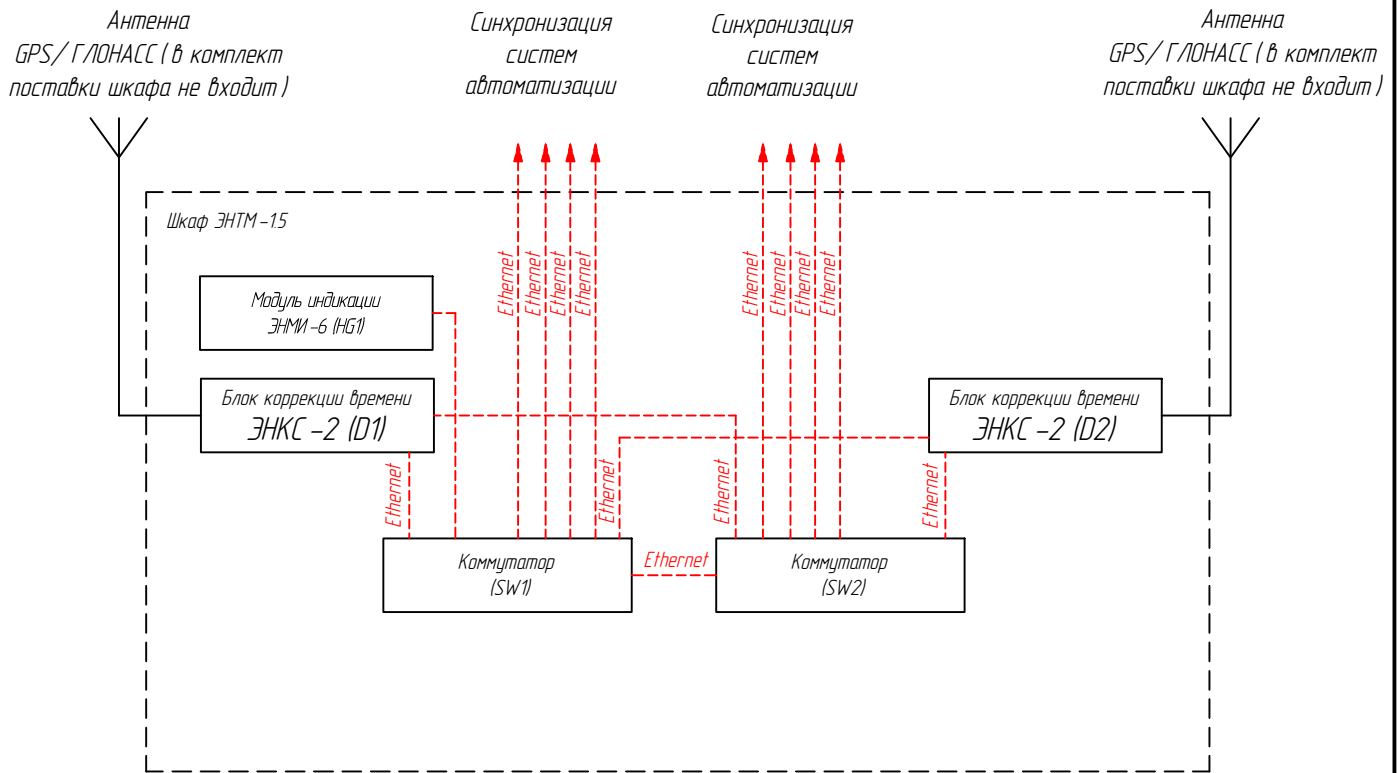 Антенна
GPS/ ГЛОНАСС ( в комплект
поставки шкафа не входит )
Синхронизация
систем
автоматизации
Синхронизация
систем
автоматизации
Антенна
GPS/ ГЛОНАСС ( в комплект
поставки шкафа не входит )
Шкаф ЭНТМ -1.5
Ethernet
Ethernet
Ethernet
Ethernet
Ethernet
Ethernet
Ethernet
Ethernet
Модуль индикации
ЭНМИ -6 (HG1)
Блок коррекции времени
ЭНКС -2 (D1)
Блок коррекции времени
ЭНКС -2 (D2)
Ethernet
Ethernet
Ethernet
Коммутатор
(SW1)
Ethernet
Коммутатор
(SW2)